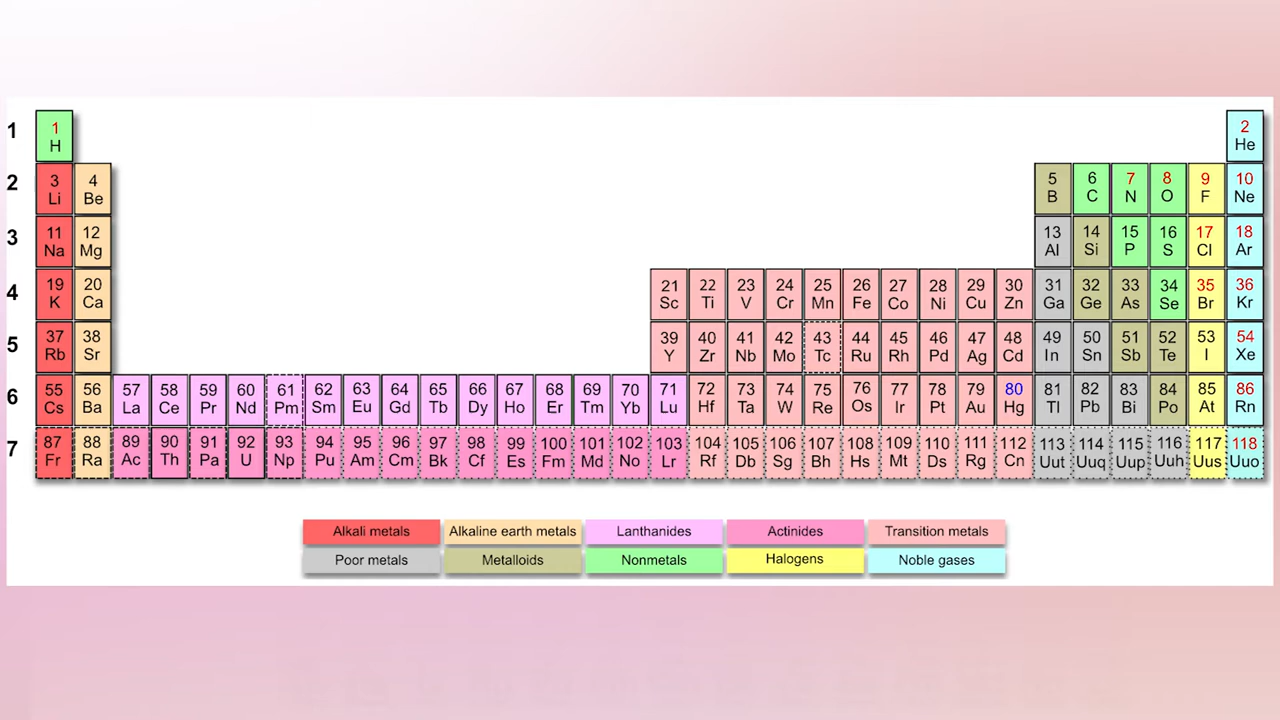 1 2
1 H He
2 3 4 5 6 7 8 9 10
Li Be B C N O F Ne
3 11 12 13 14 15 16 17 18
Na Mg Al Si P S Cl Ar
4 19 20 21 22 23 24 25 26 27 28 29 30 31 32 33 34 35 36
K Ca Sc Ti V Cr Mn Fe Co Ni Cu Zn Ga Ge As Se Br Kr
5 37 38 39 40 41 42 43 44 45 46 47 48 49 50 51 52 53 54
Rb Sr Y Zr Nb Mo Tc Ru Rh Pd Ag Cd In Sn Sb Te I Xe
6 55 56 57 58 59 60 61 62 63 64 65 66 67 68 69 70 71 72 73 74 75 76 77 78 79 80 81 82 83 84 85 86
Cs Ba La Ce Pr Nd Pm Sm Eu Gd Tb Dy Ho Er Tm Yb Lu Hf Ta W Re Os Ir Pt Au Hg Tl Pb Bi Po At Rn
7 87 88 89 90 91 92 93 94 95 96 97 98 99 100 101 102 103 104 105 106 107 108 109 110 111 112 113 114 115 116 117 118
Fr Ra Ac Th Pa U Np Pu Am Cm Bk Cf Es Fm Md No Lr Rf Db Sg Bh Hs Mt Ds Rg Cn Uut Uuq Uup Uuh Uus Uuo
Alkali metals Alkaline earth metals Lanthanides Actinides Transition metals
Poor metals Metalloids Nonmetals Halogens Noble gases